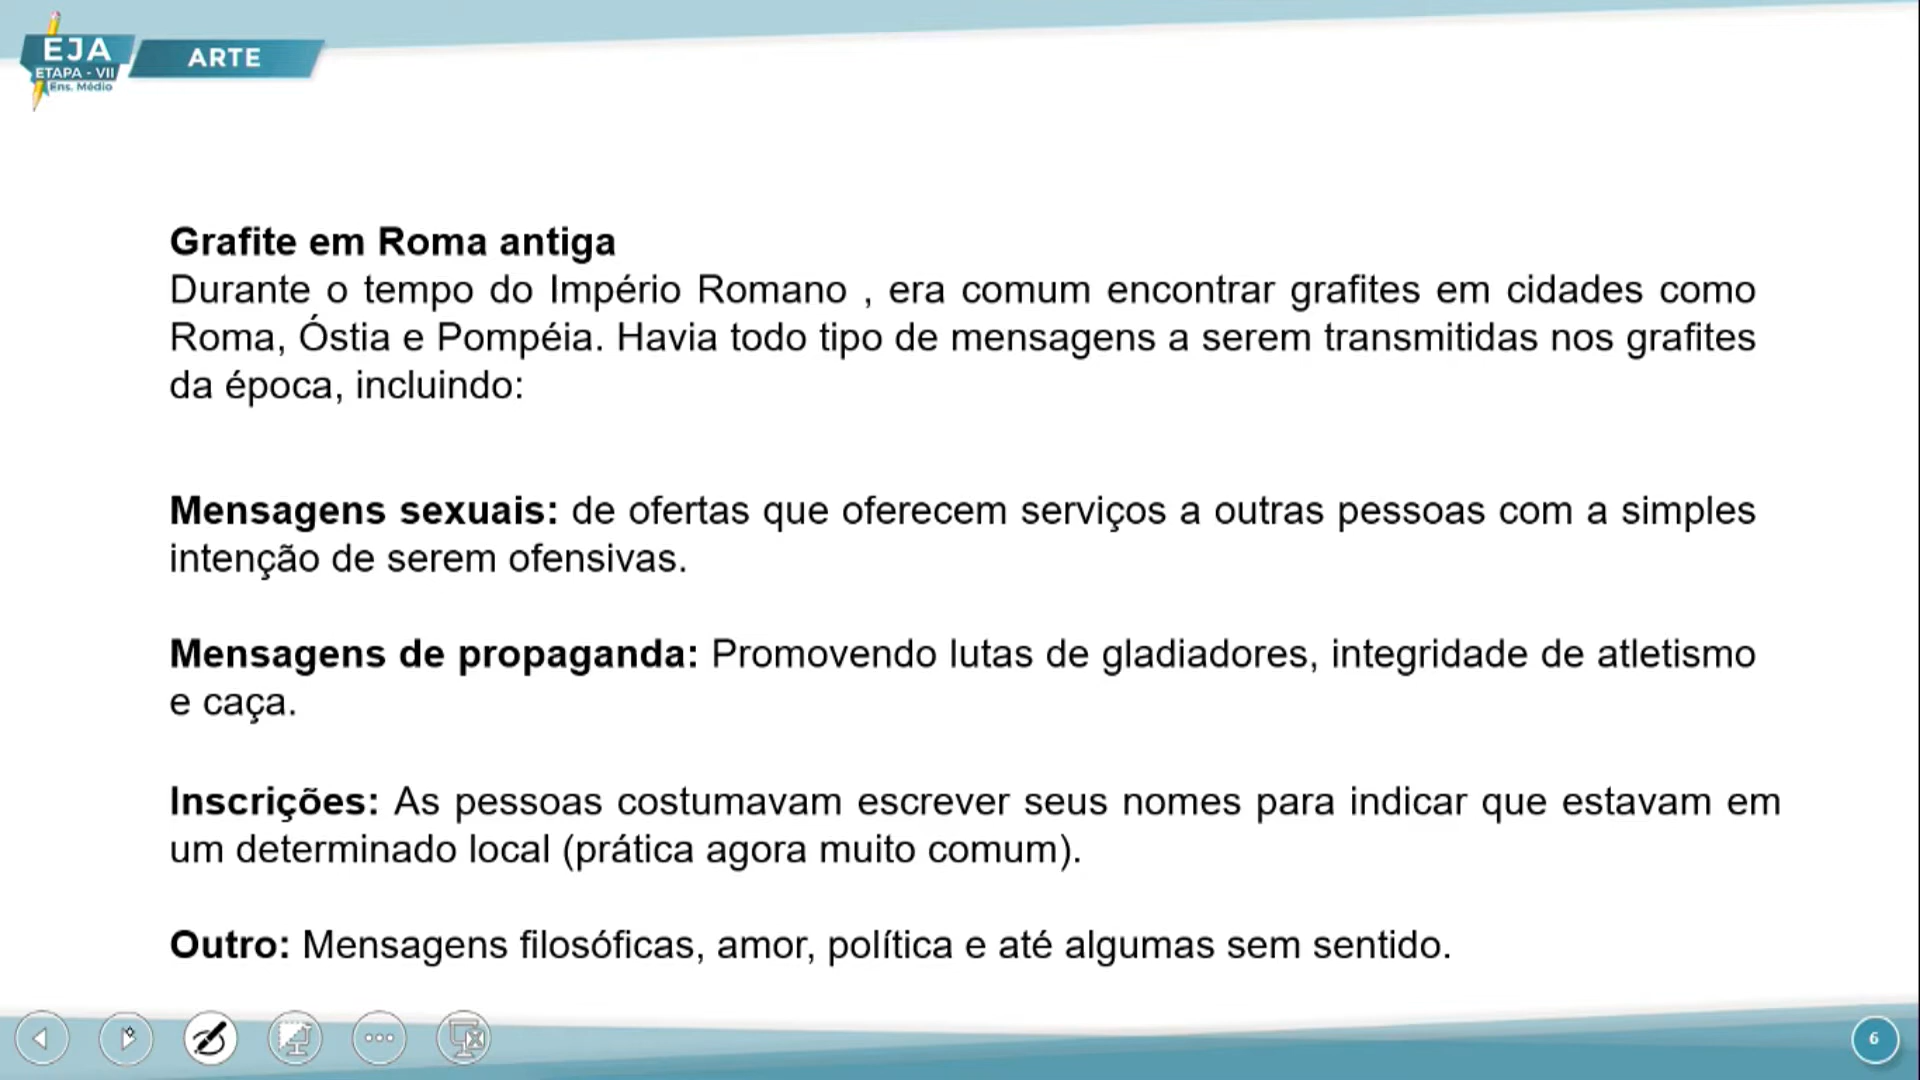 EJA
ETAPA - VII
Ens. Médio
ARTE
Grafite em Roma antiga
Durante o tempo do Império Romano , era comum encontrar grafites em cidades como
Roma, Óstia e Pompéia. Havia todo tipo de mensagens a serem transmitidas nos grafites
da época, incluindo:
Mensagens sexuais: de ofertas que oferecem serviços a outras pessoas com a simples
intenção de serem ofensivas.
Mensagens de propaganda: Promovendo lutas de gladiadores, integridade de atletismo
e caça.
Inscrições: As pessoas costumavam escrever seus nomes para indicar que estavam em
um determinado local (prática agora muito comum).
Outro: Mensagens filosóficas, amor, política e até algumas sem sentido.
6